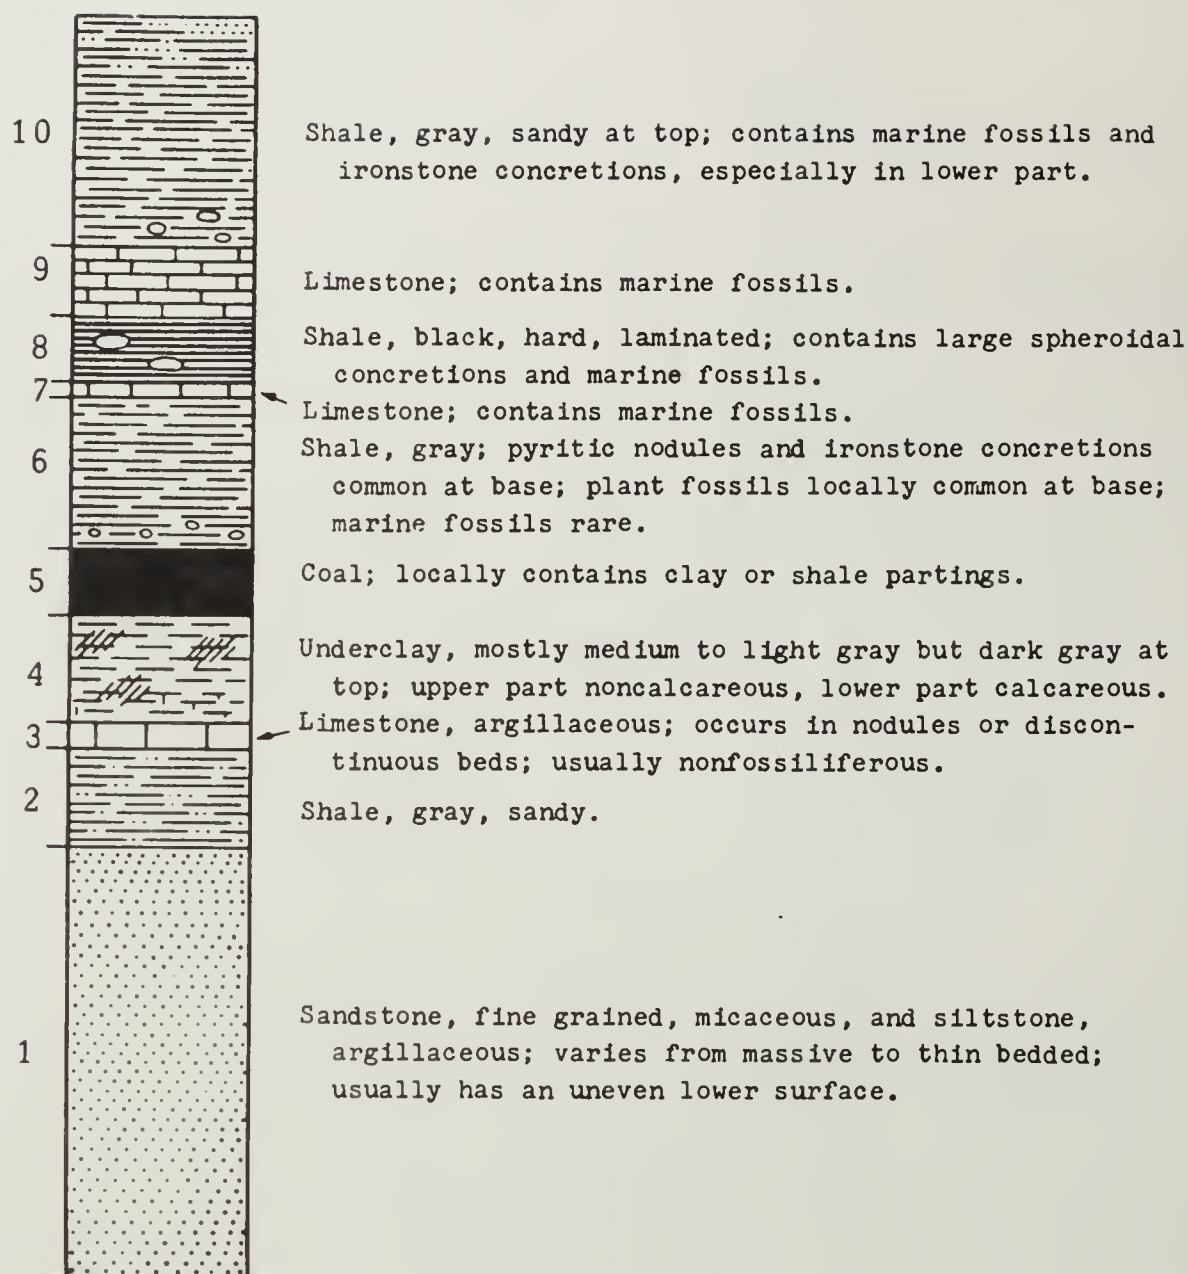 10
Shale, gray, sandy at top; contains marine fossils and
ironstone concretions, especially in lower part.
9
Limestone; contains marine fossils.
8
Shale, black, hard, laminated; contains large spheroidal
concretions and marine fossils.
7
Limestone; contains marine fossils.
6
Shale, gray; pyritic nodules and ironstone concretions
common at base; plant fossils locally common at base;
marine fossils rare.
5
Coal; locally contains clay or shale partings.
4
Underclay, mostly medium to light gray but dark gray at
top; upper part noncalcareous, lower part calcareous.
3
Limestone, argillaceous; occurs in nodules or discon-
tinuous beds; usually nonfossiliferous.
2
Shale, gray, sandy.
1
Sandstone, fine grained, micaceous, and siltstone,
argillaceous; varies from massive to thin bedded;
usually has an uneven lower surface.